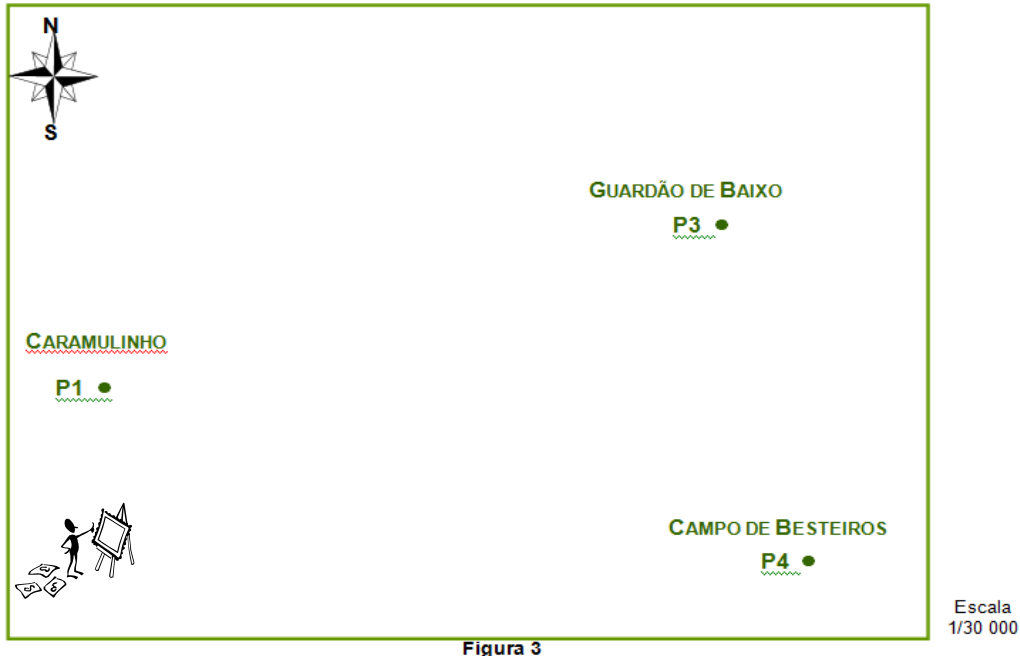 N
S
GUARDÃO DE BAIXO
P3
CARAMULINHO
P1
CAMPO DE BESTEIROS
P4
Escala
1/30 000
Figura 3